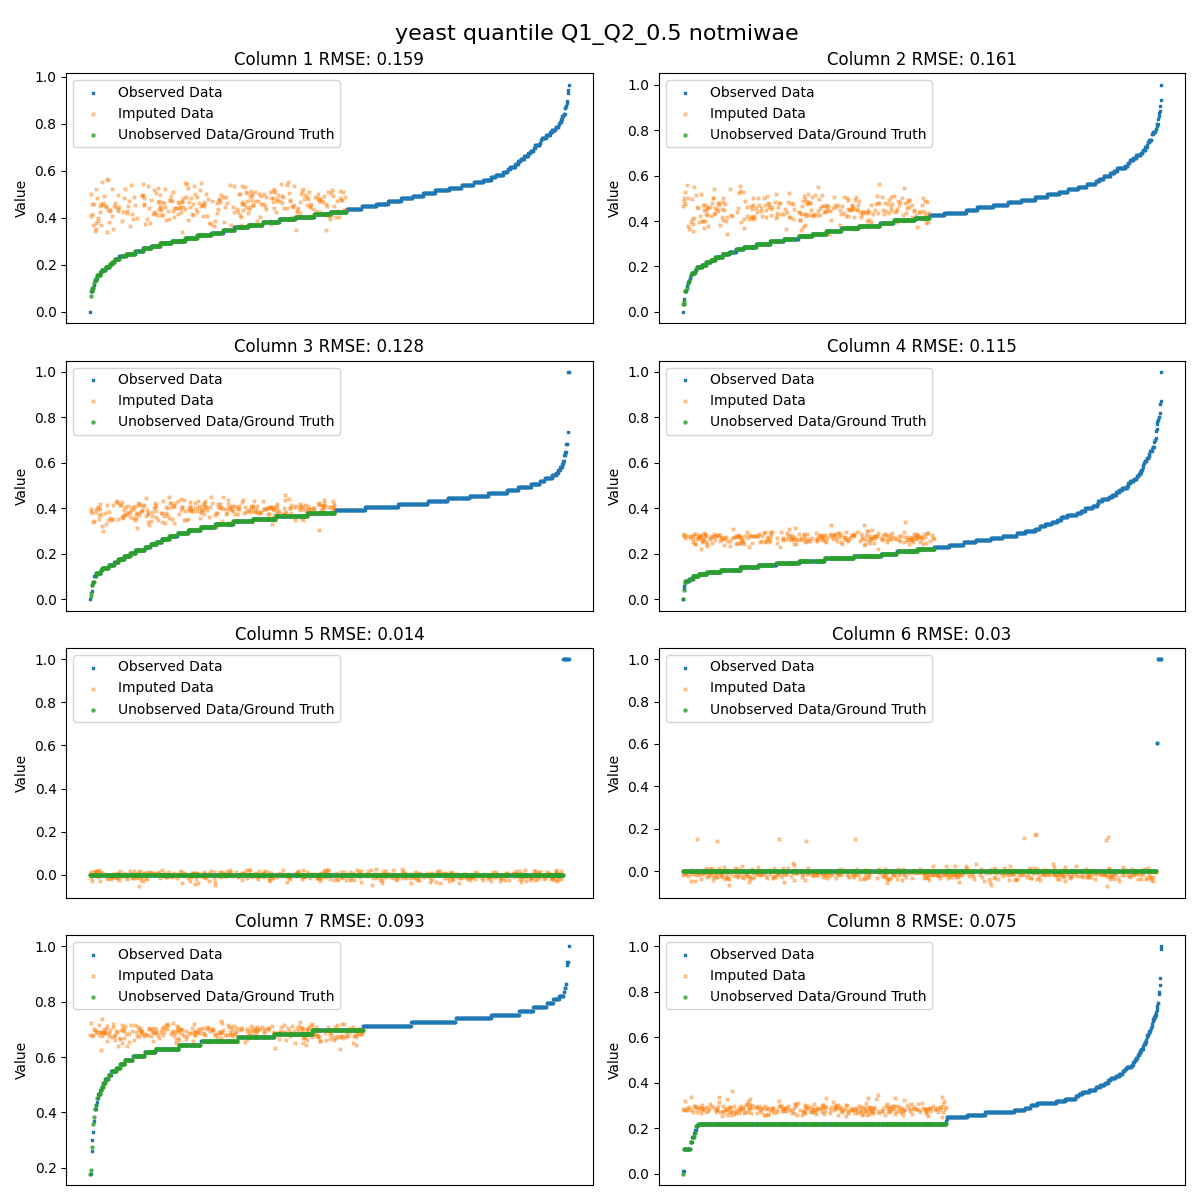 yeast quantile Q1_Q2_0.5 notmiwae
Column 1 RMSE: 0.159
1.0
0.8
0.6
0.4
0.2
0.0
Value
Observed Data
Imputed Data
Unobserved Data/Ground Truth
Column 2 RMSE: 0.161
1.0
0.8
0.6
0.4
0.2
0.0
Value
Observed Data
Imputed Data
Unobserved Data/Ground Truth
Column 3 RMSE: 0.128
1.0
0.8
0.6
0.4
0.2
0.0
Value
Observed Data
Imputed Data
Unobserved Data/Ground Truth
Column 4 RMSE: 0.115
1.0
0.8
0.6
0.4
0.2
0.0
Value
Observed Data
Imputed Data
Unobserved Data/Ground Truth
Column 5 RMSE: 0.014
1.0
0.8
0.6
0.4
0.2
0.0
Value
Observed Data
Imputed Data
Unobserved Data/Ground Truth
Column 6 RMSE: 0.03
1.0
0.8
0.6
0.4
0.2
0.0
Value
Observed Data
Imputed Data
Unobserved Data/Ground Truth
Column 7 RMSE: 0.093
1.0
0.8
0.6
0.4
0.2
Value
Observed Data
Imputed Data
Unobserved Data/Ground Truth
Column 8 RMSE: 0.075
1.0
0.8
0.6
0.4
0.2
0.0
Value
Observed Data
Imputed Data
Unobserved Data/Ground Truth